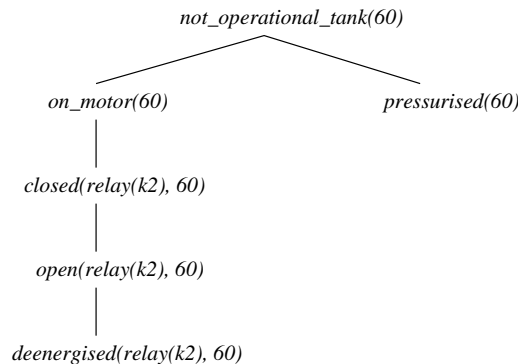 not_operational_tank(60)
on_motor(60) pressurised(60)
closed(relay(k2), 60)
open(relay(k2), 60)
deenergised(relay(k2), 60)